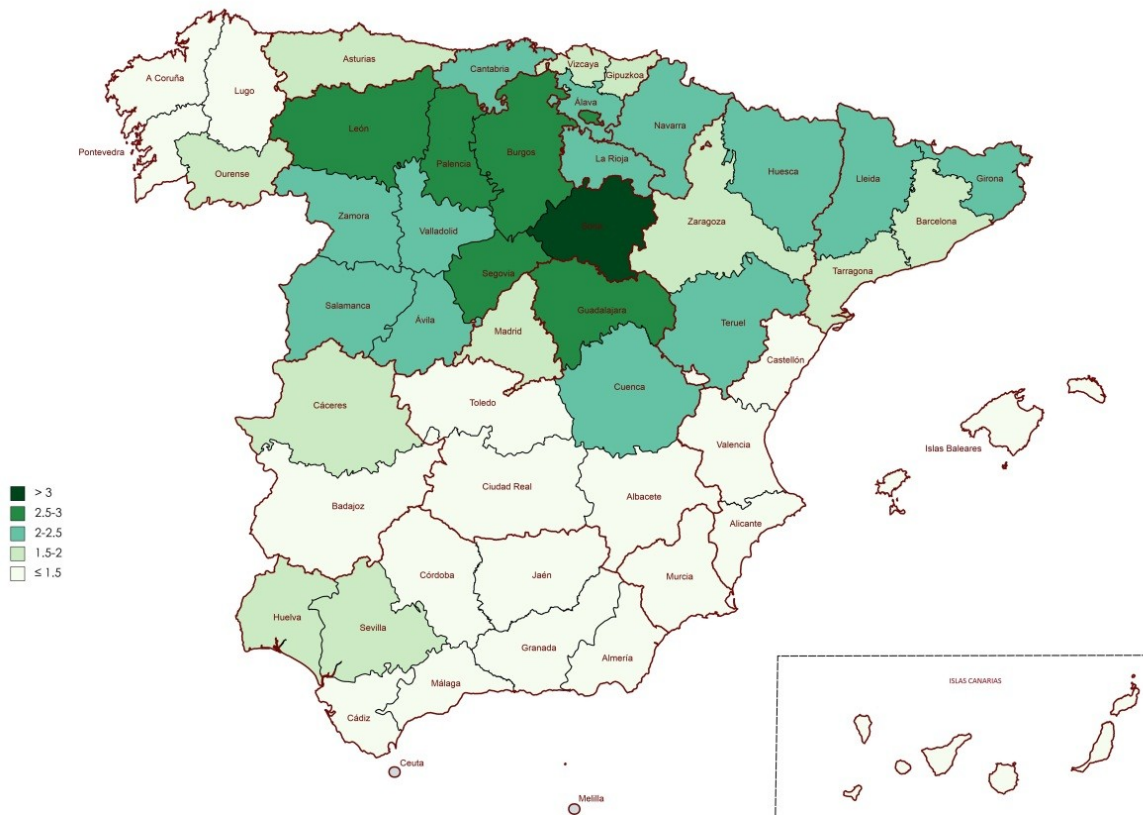 Asturias
Cantabria
Vizcaya
Gipuzkoa
A Coruña
Lugo
León
Palencia
Burgos
Álava
Navarra
Pontevedra
Ourense
La Rioja
Huesca
Lleida
Girona
Zamora
Valladolid
Soria
Zaragoza
Barcelona
Segovia
Tarragona
Salamanca
Ávila
Madrid
Guadalajara
Teruel
Castellón
Cáceres
Toledo
Cuenca
Valencia
Islas Baleares
Badajoz
Ciudad Real
Albacete
Alicante
> 3
2.5-3
2-2.5
1.5-2
≤ 1.5
Córdoba
Jaén
Murcia
Huelva
Sevilla
Granada
Almería
Málaga
Cádiz
Ceuta
Melilla
ISLAS CANARIAS